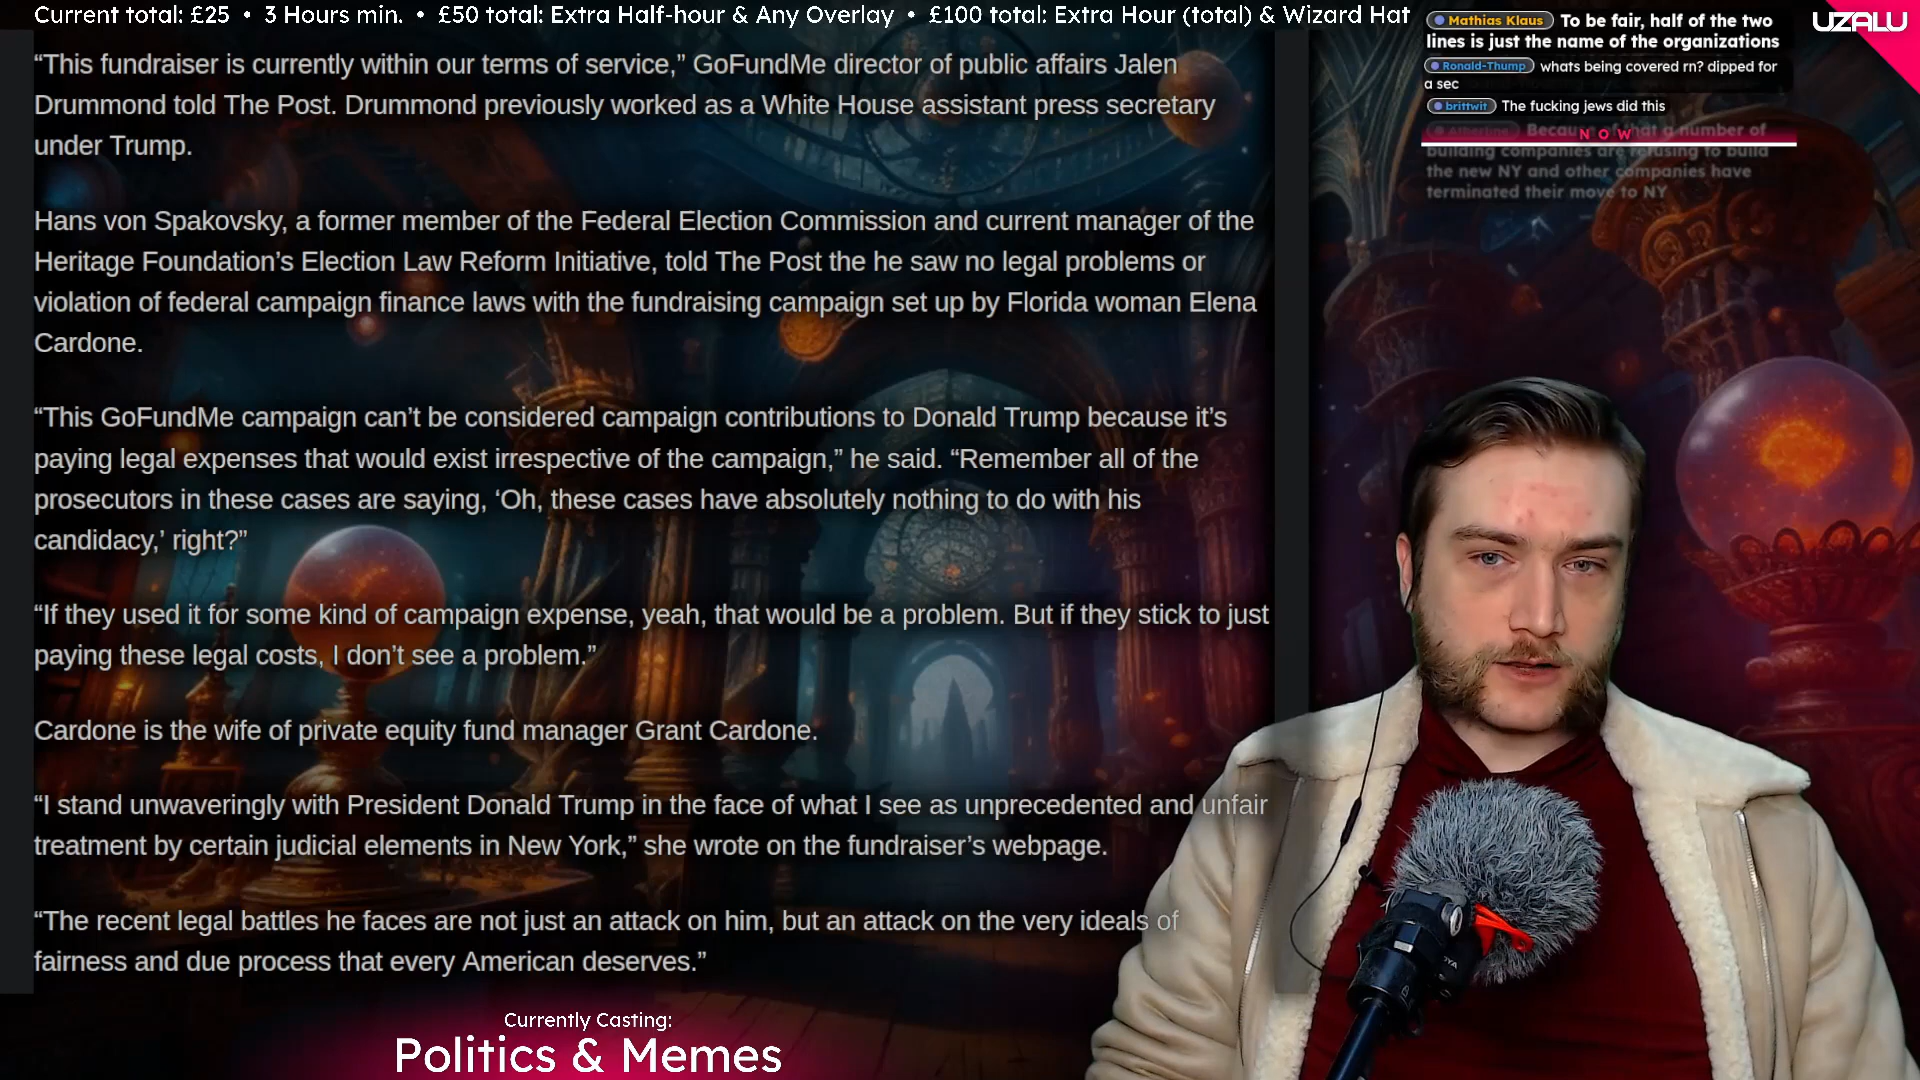 Current total: £25 • 3 Hours min. • £50 total: Extra Half-hour & Any Overlay • £100 total: Extra Hour (total) & Wizard Hat
“This fundraiser is currently within our terms of service,” GoFundMe director of public affairs Jalen
Drummond told The Post. Drummond previously worked as a White House assistant press secretary
under Trump.
Hans von Spakovsky, a former member of the Federal Election Commission and current manager of the
Heritage Foundation’s Election Law Reform Initiative, told The Post the he saw no legal problems or
violation of federal campaign finance laws with the fundraising campaign set up by Florida woman Elena
Cardone.
“This GoFundMe campaign can’t be considered campaign contributions to Donald Trump because it’s
paying legal expenses that would exist irrespective of the campaign,” he said. “Remember all of the
prosecutors in these cases are saying, ‘Oh, these cases have absolutely nothing to do with his
candidacy,’ right?”
“If they used it for some kind of campaign expense, yeah, that would be a problem. But if they stick to just
paying these legal costs, I don’t see a problem.”
Cardone is the wife of private equity fund manager Grant Cardone.
“I stand unwaveringly with President Donald Trump in the face of what I see as unprecedented and unfair
treatment by certain judicial elements in New York,” she wrote on the fundraiser’s webpage.
“The recent legal battles he faces are not just an attack on him, but an attack on the very ideals of
fairness and due process that every American deserves.”
Currently Casting:
Politics & Memes
Mathias Klaus To be fair, half of the two
lines is just the name of the organizations
Ronald-Thump whats being covered rn? dipped for
a sec
brittwit The fucking jews did this
NOW
that a number of
building companies are refusing to build
the new NY and other companies have
terminated their move to NY
UZALU